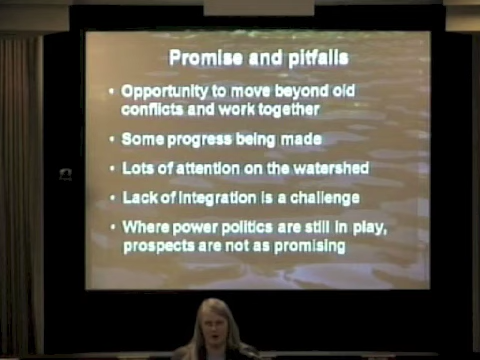 Promise and pitfalls
• Opportunity to move beyond old
conflicts and work together
• Some progress being made
• Lots of attention on the watershed
• Lack of integration is a challenge
• Where power politics are still in play,
prospects are not as promising